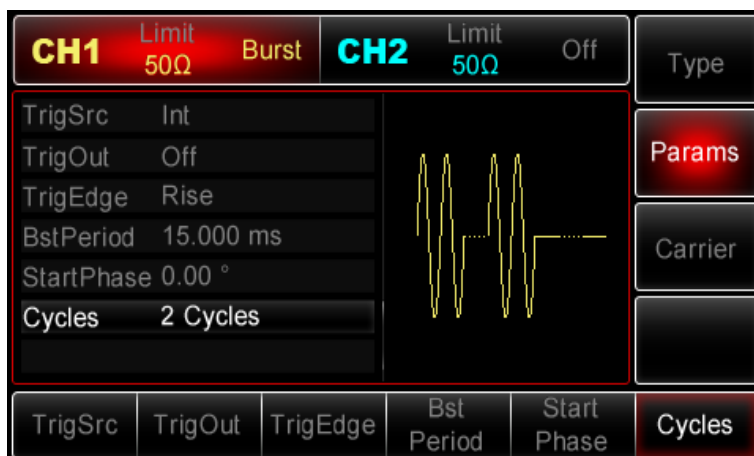 CH1 Limit 50Ω Burst CH2 Limit 50Ω Off
Type
TrigSrc Int
TrigOut Off
Params
TrigEdge Rise
BstPeriod 15.000 ms
Carrier
StartPhase 0.00 °
Cycles 2 Cycles
TrigSrc TrigOut TrigEdge Bst Period Start Phase Cycles